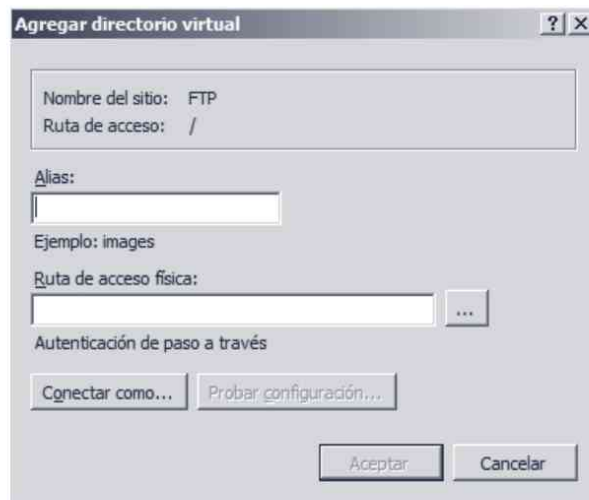 Agregar directorio virtual
Nombre del sitio: FTP
Ruta de acceso: /
Alias:
Ejemplo: images
Ruta de acceso física:
...
Autenticación de paso a través
Conectar como... Probar configuración...
Aceptar Cancelar